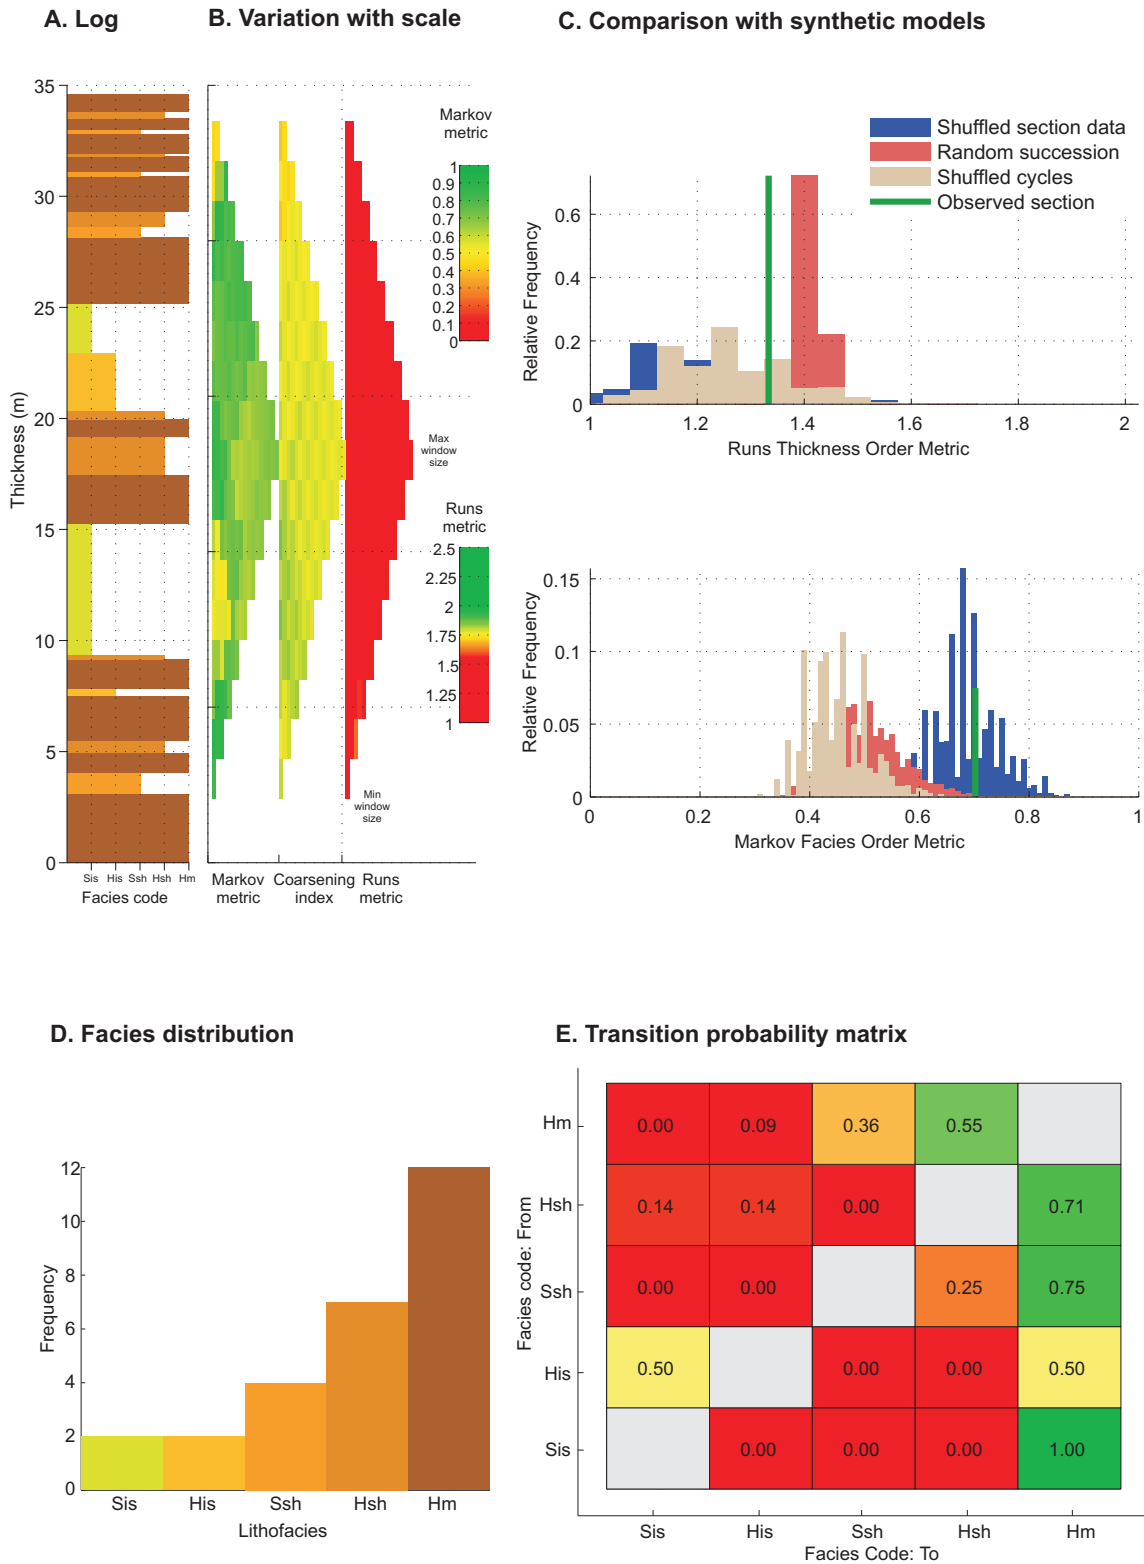 A. Log
B. Variation with scale
C. Comparison with synthetic models
35
30
25
20
15
10
5
0
Thickness (m)
Sis His Ssh Hsh Hm
Facies code
Markov
metric
1
0.9
0.8
0.7
0.6
0.5
0.4
0.3
0.2
0.1
0
Max
window
size
Runs
metric
2.5
2.25
2
1.75
1.5
1.25
1
Min
window
size
Markov
metric
Coarsening
index
Runs
metric
Shuffled section data
Random succession
Shuffled cycles
Observed section
Relative Frequency
0.6
0.4
0.2
0
1 1.2 1.4 1.6 1.8 2
Runs Thickness Order Metric
Relative Frequency
0.15
0.1
0.05
0
0 0.2 0.4 0.6 0.8 1
Markov Facies Order Metric
D. Facies distribution
12
10
8
6
4
2
0
Frequency
Sis His Ssh Hsh Hm
Lithofacies
E. Transition probability matrix
Facies code: From
Hm 0.00 0.09 0.36 0.55
Hsh 0.14 0.14 0.00 0.71
Ssh 0.00 0.00 0.25 0.75
His 0.50 0.00 0.00 0.50
Sis 0.00 0.00 0.00 1.00
Sis His Ssh Hsh Hm
Facies Code: To